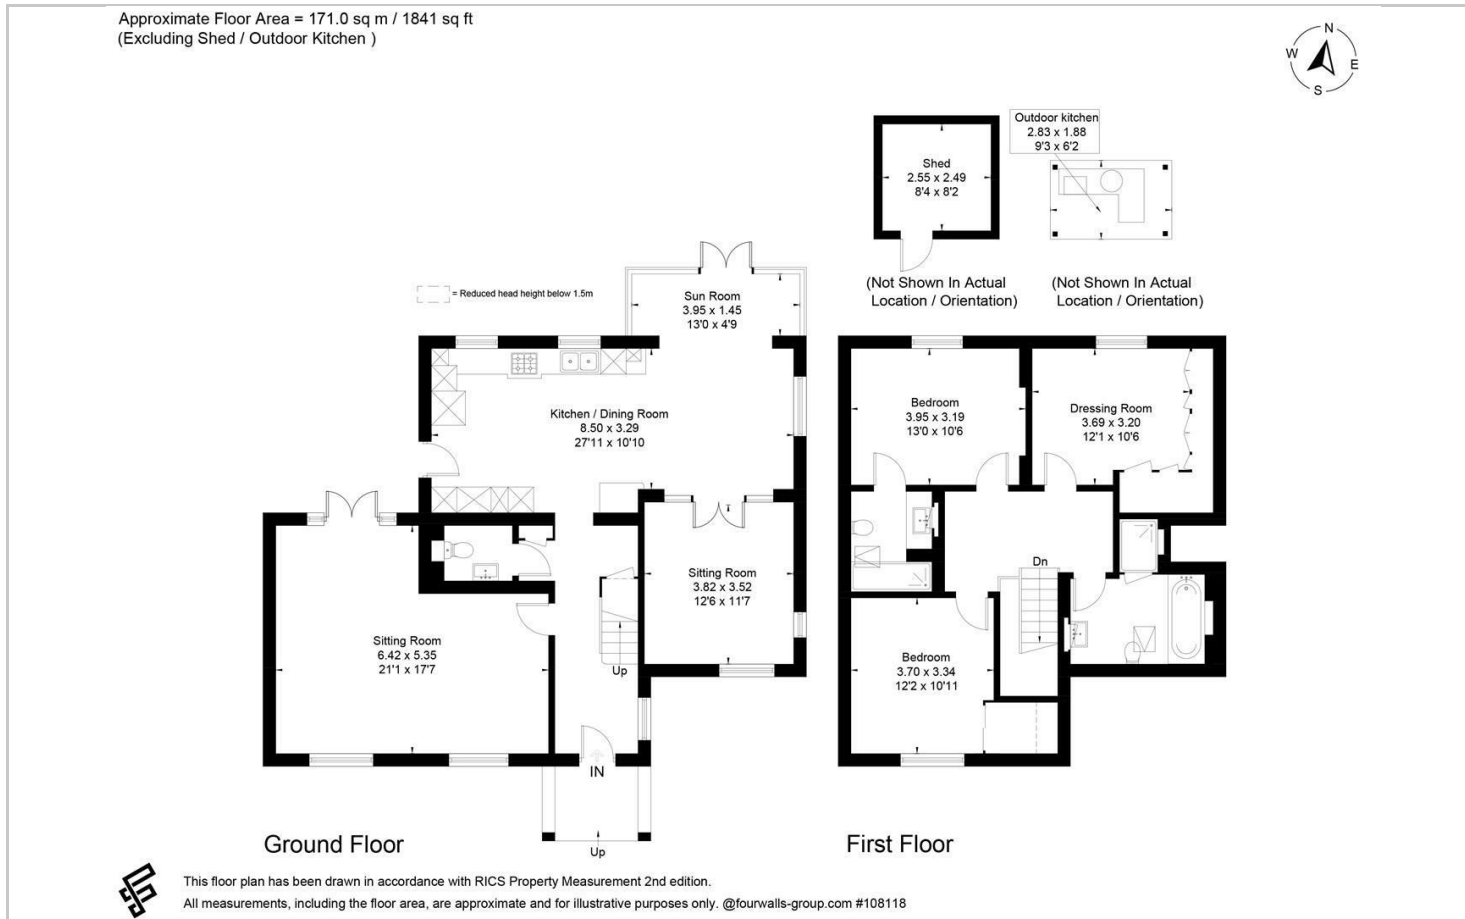 Approximate Floor Area = 171.0 sq m / 1841 sq ft
(Excluding Shed / Outdoor Kitchen )
N
W
E
S
Outdoor kitchen
2.83 x 1.88
9'3 x 6'2
Shed
2.55 x 2.49
8'4 x 8'2
(Not Shown In Actual
Location / Orientation)
(Not Shown In Actual
Location / Orientation)
= Reduced head height below 1.5m
Sun Room
3.95 x 1.45
13'0 x 4'9
Kitchen / Dining Room
8.50 x 3.29
27'11 x 10'10
Bedroom
3.95 x 3.19
13'0 x 10'6
Dressing Room
3.69 x 3.20
12'1 x 10'6
Sitting Room
3.82 x 3.52
12'6 x 11'7
Dn
Sitting Room
6.42 x 5.35
21'1 x 17'7
Up
Bedroom
3.70 x 3.34
12'2 x 10'11
IN
Up
Ground Floor
First Floor
This floor plan has been drawn in accordance with RICS Property Measurement 2nd edition.
All measurements, including the floor area, are approximate and for illustrative purposes only. @fourwalls-group.com #108118